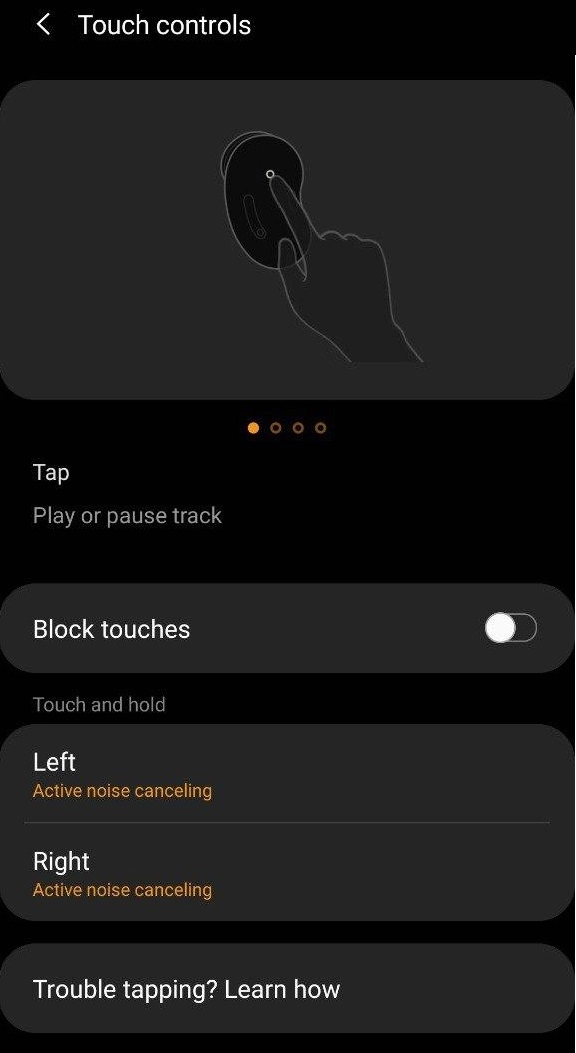 Touch controls
Tap
Play or pause track
Block touches
Touch and hold
Left
Active noise canceling
Right
Active noise canceling
Trouble tapping? Learn how